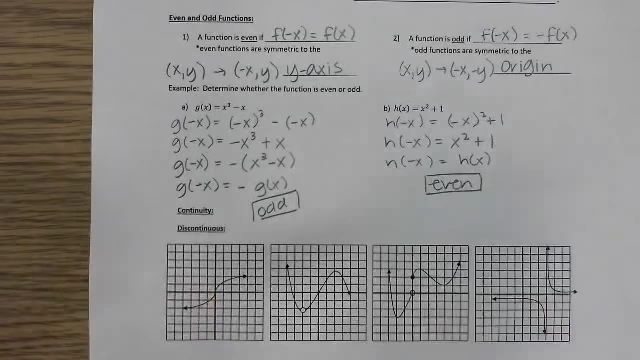 Even and Odd Functions:
1) A function is even if f(-x) = f(x)
*even functions are symmetric to the
(x,y) → (-x,y) y-axis
2) A function is odd if f(-x) = -f(x)
*odd functions are symmetric to the
(x,y) → (-x,-y) origin
Example: Determine whether the function is even or odd.
a) g(x) = x³ − x
g(-x) = (-x)³ - (-x)
g(-x) = -x³ + x
g(-x) = -(x³-x)
g(-x) = - g(x)
odd
b) h(x) = x² + 1
h(-x) = (-x)² + 1
h(-x) = x² + 1
h(-x) = h(x)
even
Continuity:
Discontinuous: